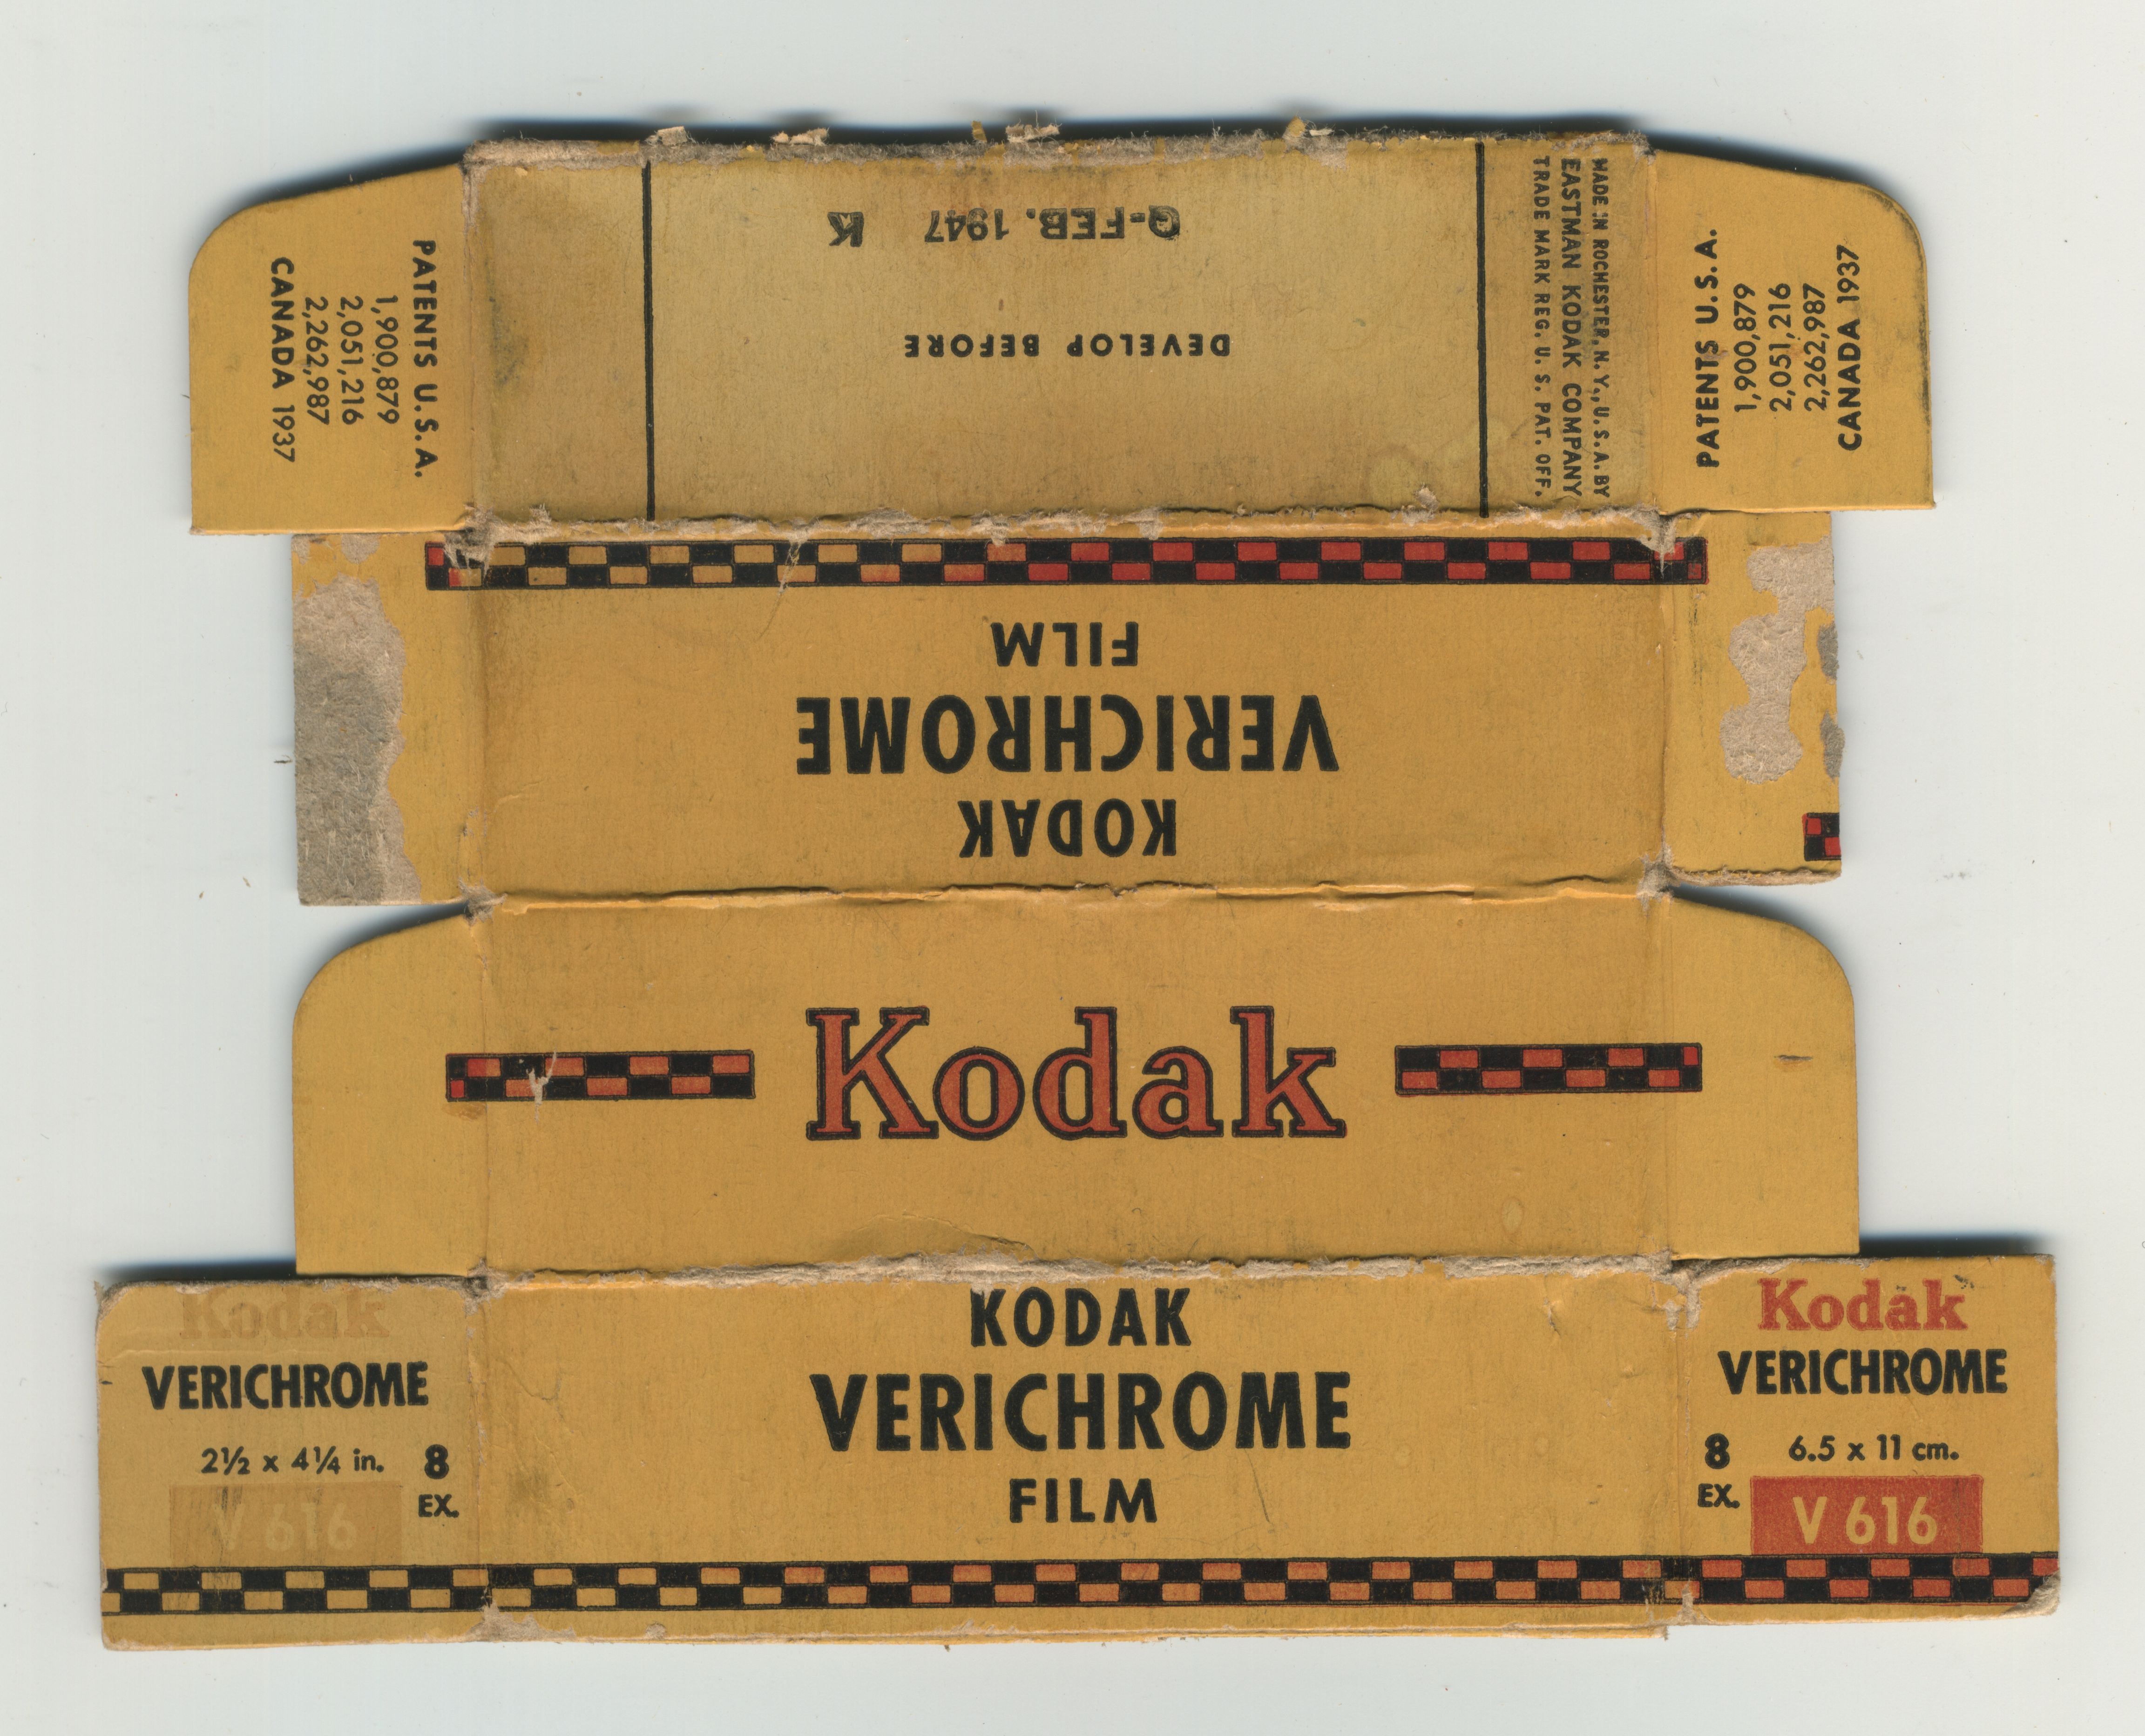 PATENTS U.S.A.
1,900,879
2,051,216
2,262,987
CANADA 1937
DEVELOP BEFORE
Q-FEB. 1947 K
MADE IN ROCHESTER, N. Y., U. S. A. BY
EASTMAN KODAK COMPANY
TRADE MARK REG. U. S. PAT. OFF.
PATENTS U.S.A.
1,900,879
2,051,216
2,262,987
CANADA 1937
KODAK
VERICHROME
FILM
Kodak
Kodak
VERICHROME
2½ x 4¼ in. 8
EX.
V 616
KODAK
VERICHROME
FILM
Kodak
VERICHROME
8 6.5 x 11 cm.
EX.
V 616